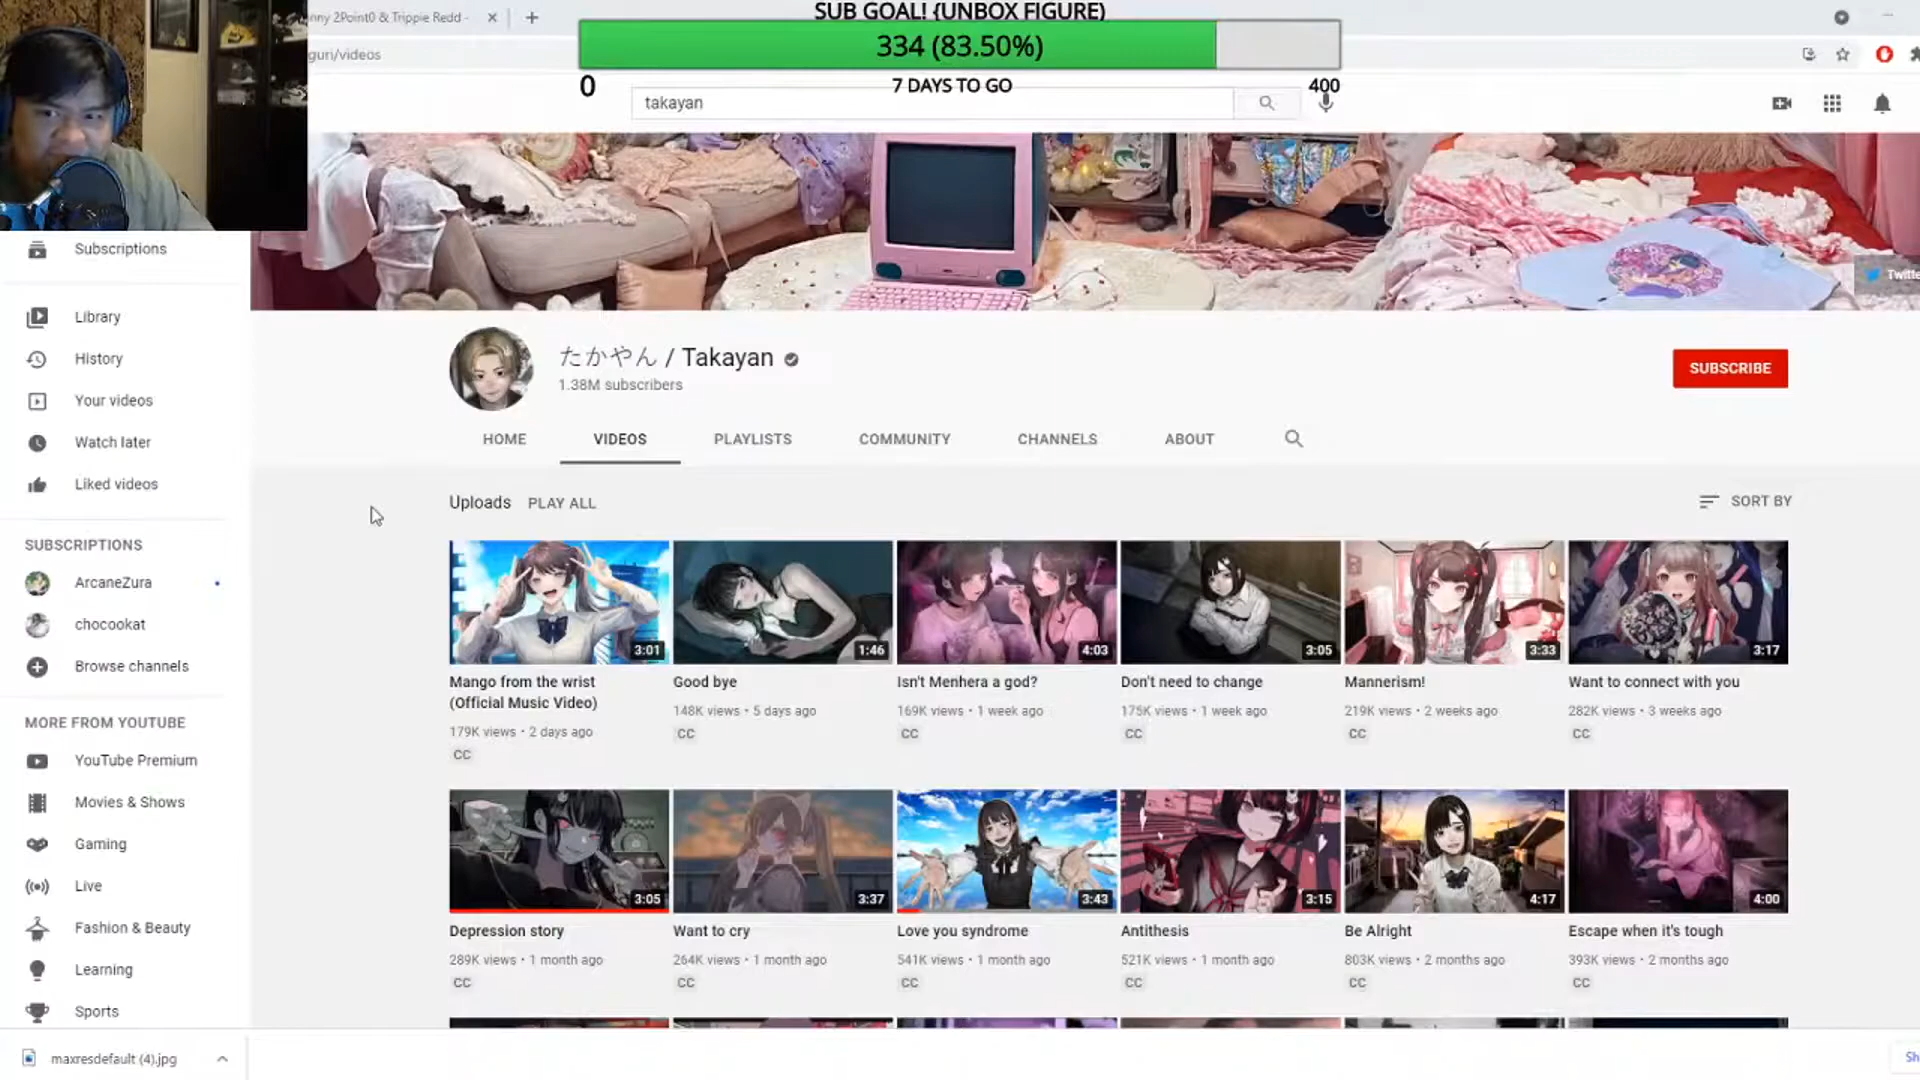 SUB GOAL! {UNBOX FIGURE)
nny 2Point0 & Trippie Redd -
334 (83.50%)
guri/videos
0
7 DAYS TO GO
400
takayan
Subscriptions
Library
History
Your videos
Watch later
Liked videos
SUBSCRIPTIONS
ArcaneZura
chocookat
Browse channels
MORE FROM YOUTUBE
YouTube Premium
Movies & Shows
Gaming
Live
Fashion & Beauty
Learning
Sports
Twitte
たかやん / Takayan
1.38M subscribers
SUBSCRIBE
HOME
VIDEOS
PLAYLISTS
COMMUNITY
CHANNELS
ABOUT
Uploads
PLAY ALL
SORT BY
3:01
Mango from the wrist
(Official Music Video)
179K views • 2 days ago
CC
1:46
Good bye
148K views • 5 days ago
CC
4:03
Isn't Menhera a god?
169K views • 1 week ago
CC
3:05
Don't need to change
175K views • 1 week ago
CC
3:33
Mannerism!
219K views • 2 weeks ago
CC
3:17
Want to connect with you
282K views • 3 weeks ago
CC
3:05
Depression story
289K views • 1 month ago
CC
3:37
Want to cry
264K views • 1 month ago
CC
3:43
Love you syndrome
541K views • 1 month ago
CC
3:15
Antithesis
521K views • 1 month ago
CC
4:17
Be Alright
803K views • 2 months ago
CC
4:00
Escape when it's tough
393K views • 2 months ago
CC
maxresdefault (4).jpg
Sh